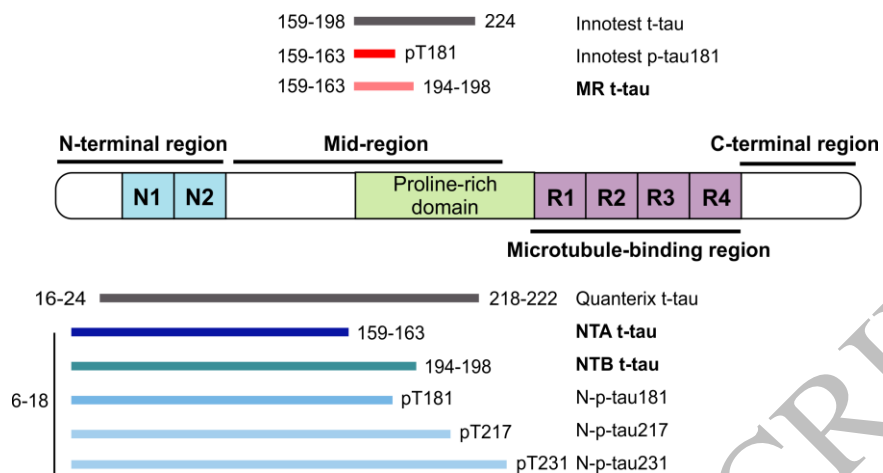 159-198 224 Innotest t-tau
159-163 pT181 Innotest p-tau181
159-163 194-198 MR t-tau
N-terminal region Mid-region C-terminal region
N1 N2 Proline-rich domain R1 R2 R3 R4
Microtubule-binding region
16-24 218-222 Quanterix t-tau
NTA t-tau 159-163
194-198 NTB t-tau
6-18 pT181 N-p-tau181
pT217 N-p-tau217
pT231 N-p-tau231